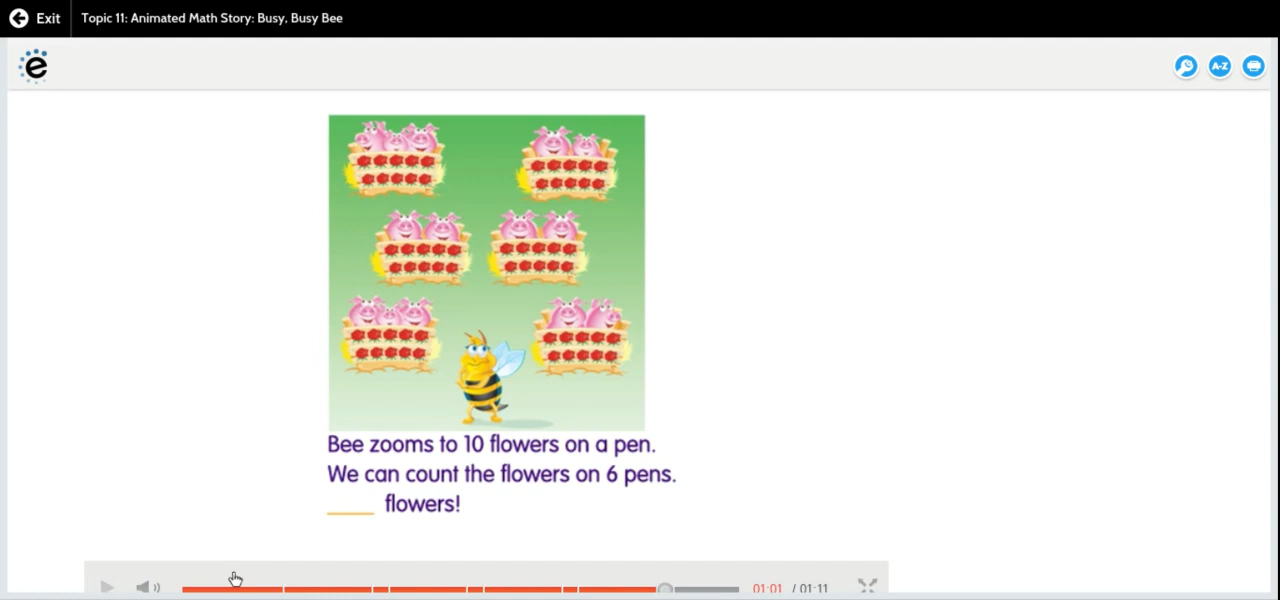 Exit Topic 11: Animated Math Story: Busy, Busy Bee
e A-Z
Bee zooms to 10 flowers on a pen.
We can count the flowers on 6 pens.
____ flowers!
01:01 / 01:11